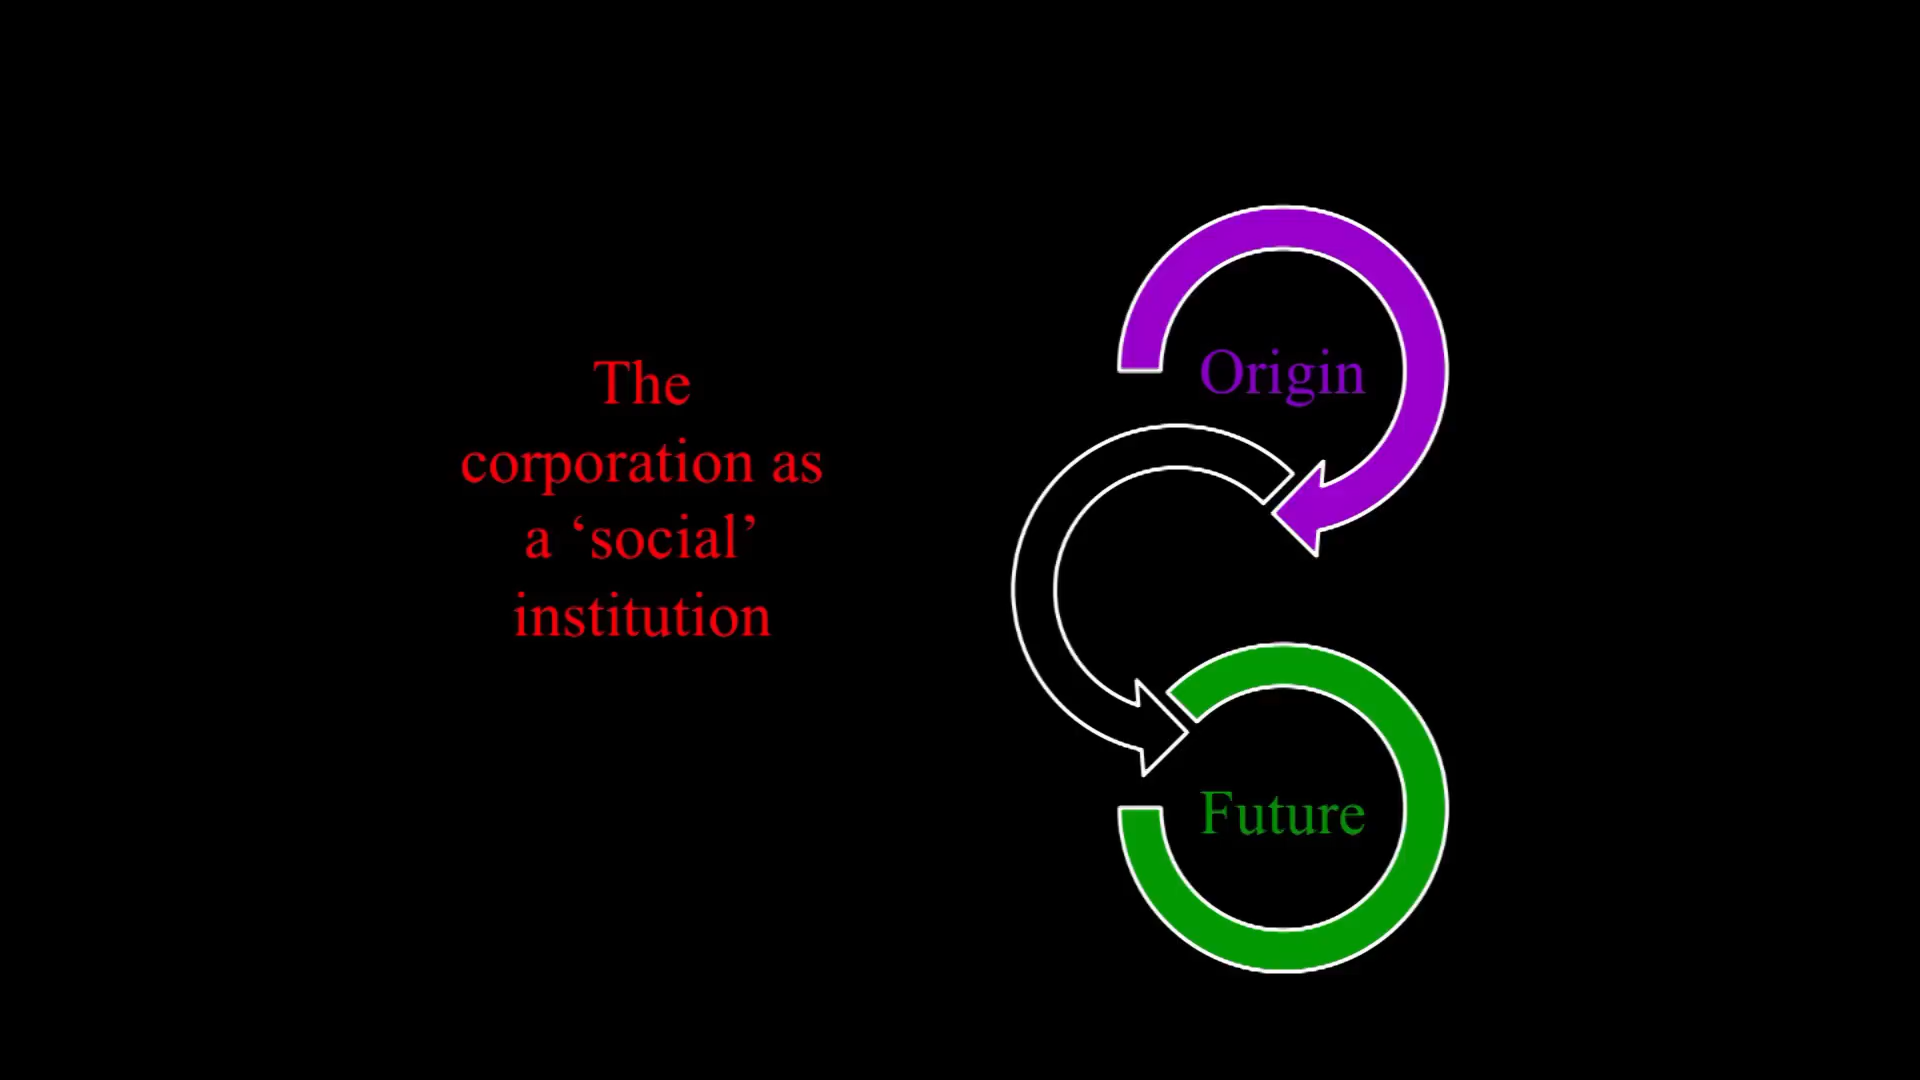 The
corporation as
a ‘social’
institution
Origin
Future